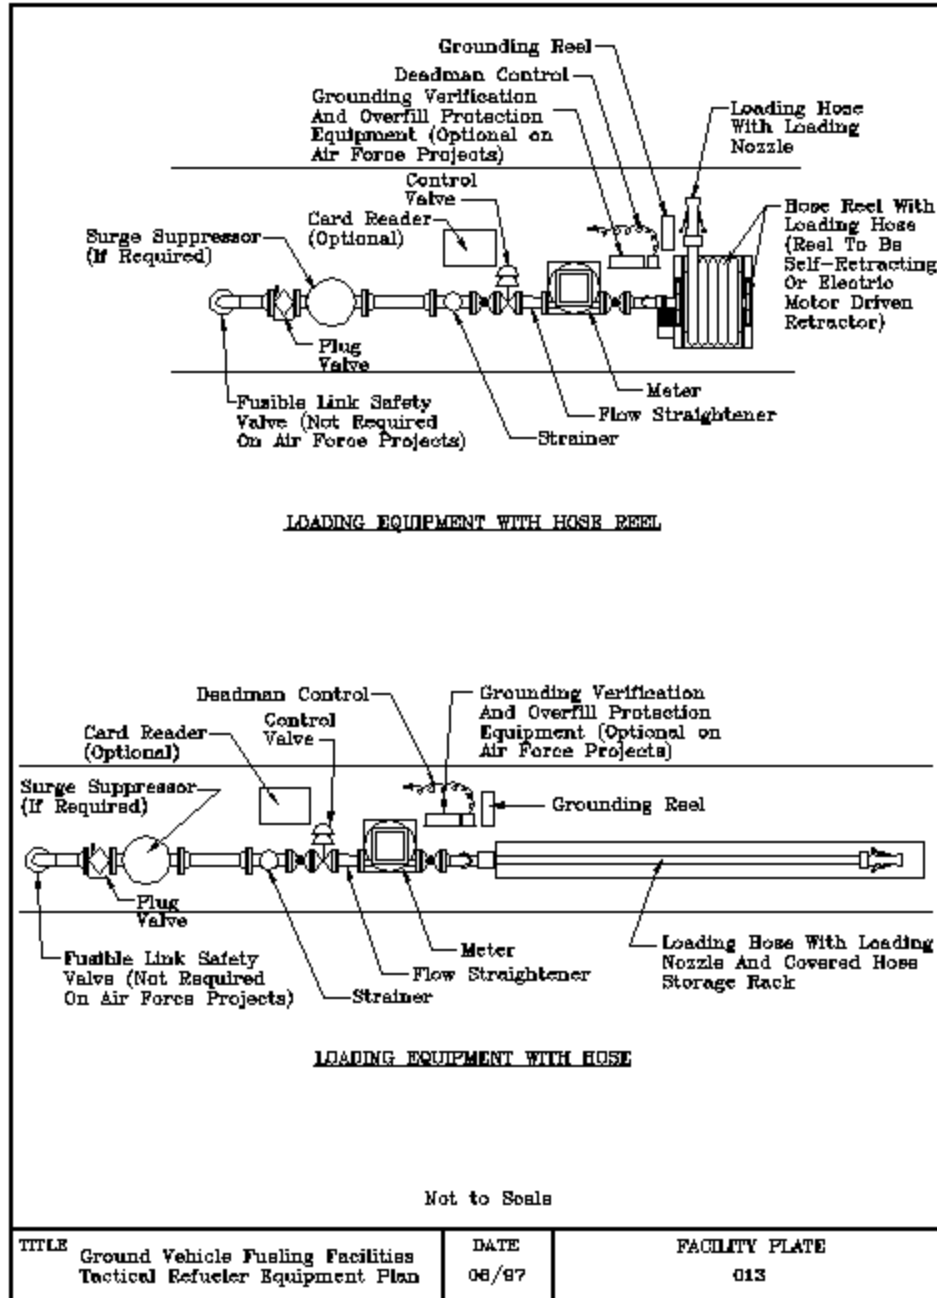 Grounding Reel
Deadman Control
Grounding Verification
And Overfill Protection
Equipment (Optional on
Air Force Projects)
Loading Hose
With Loading
Nozzle
Control
Valve
Card Reader
(Optional)
Surge Suppressor
(If Required)
Hose Reel With
Loading Hose
(Reel To Be
Self-Retracting
Or Electric
Motor Driven
Retractor)
Plug
Valve
Fusible Link Safety
Valve (Not Required
On Air Force Projects)
Meter
Flow Straightener
Strainer
LOADING EQUIPMENT WITH HOSE REEL
Deadman Control
Grounding Verification
And Overfill Protection
Equipment (Optional on
Air Force Projects)
Control
Valve
Card Reader
(Optional)
Surge Suppressor
(If Required)
Grounding Reel
Plug
Valve
Fusible Link Safety
Valve (Not Required
On Air Force Projects)
Meter
Flow Straightener
Strainer
Loading Hose With Loading
Nozzle And Covered Hose
Storage Rack
LOADING EQUIPMENT WITH HOSE
Not to Scale
TITLE
Ground Vehicle Fueling Facilities
Tactical Refueler Equipment Plan
DATE
06/97
FACILITY PLATE
013